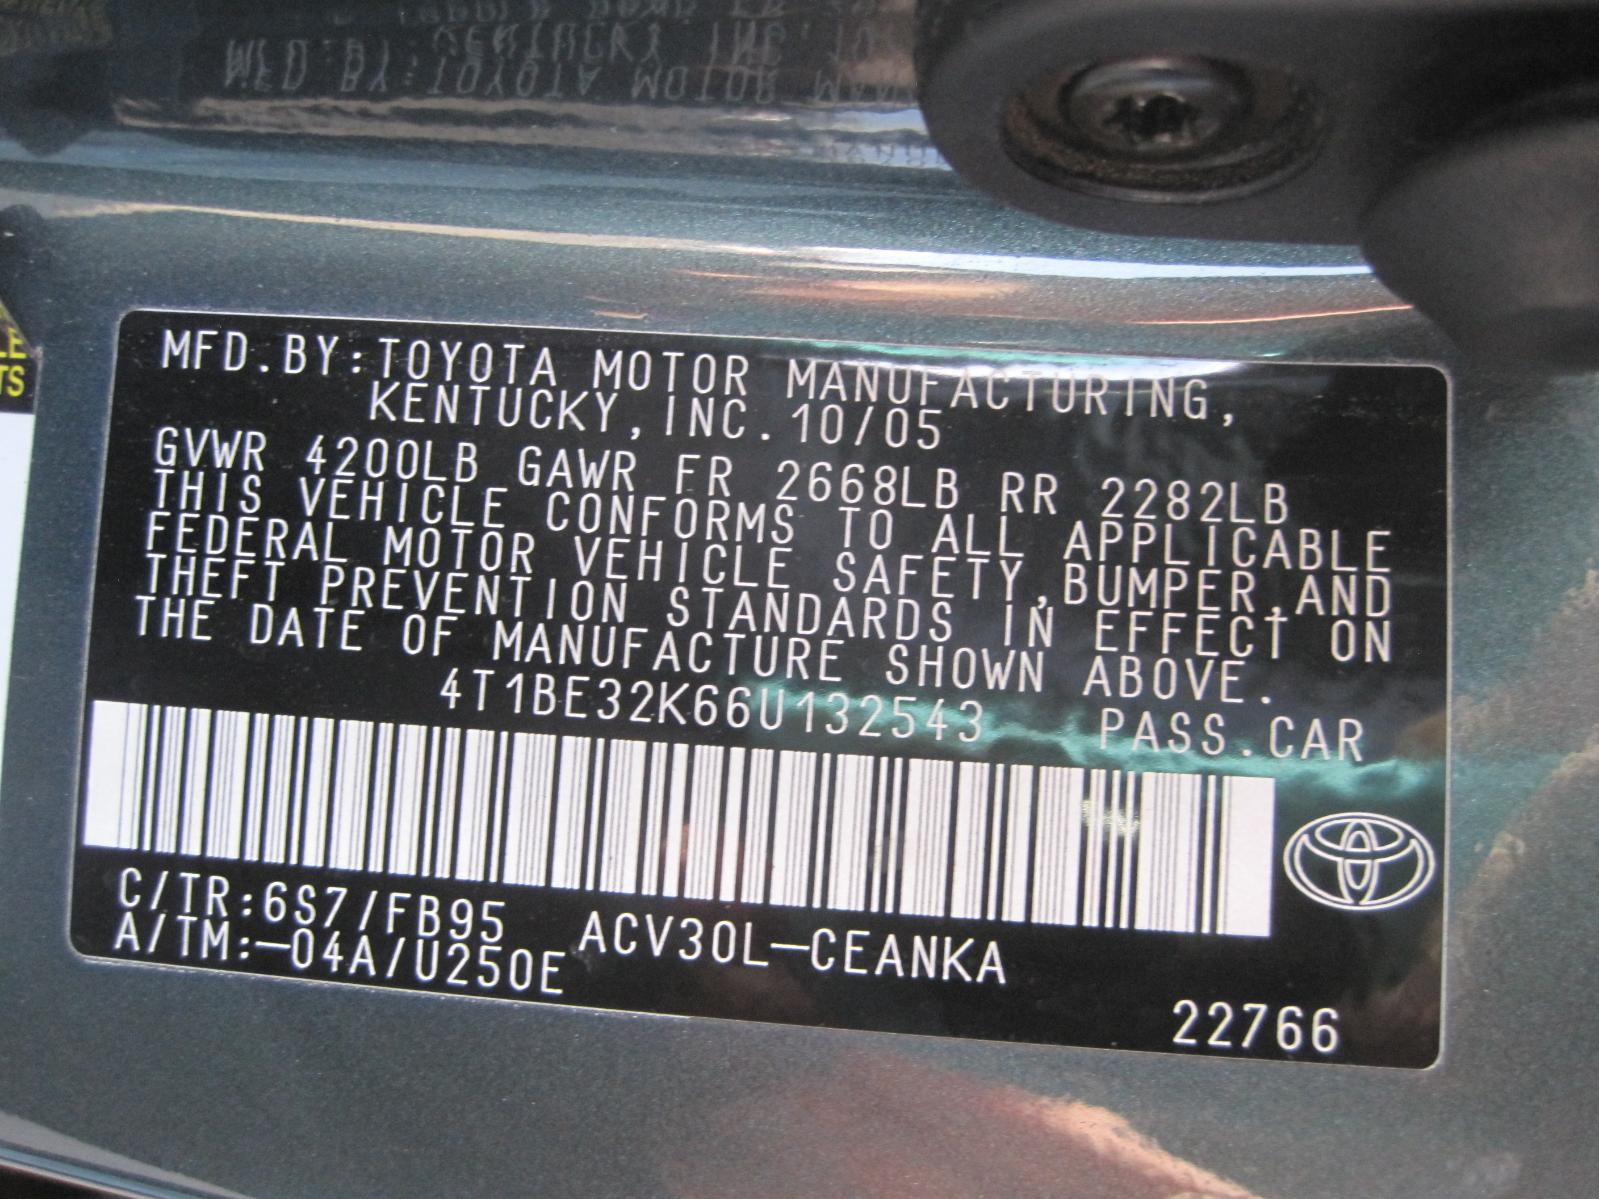 MFD.BY:TOYOTA MOTOR MANUFACTURING,
KENTUCKY,INC.10/05
GVWR 4200LB GAWR FR 2668LB RR 2282LB
THIS VEHICLE CONFORMS TO ALL APPLICABLE
FEDERAL MOTOR VEHICLE SAFETY,BUMPER,AND
THEFT PREVENTION STANDARDS IN EFFECT ON
THE DATE OF MANUFACTURE SHOWN ABOVE.
4T1BE32K66U132543 PASS.CAR
C/TR:6S7/FB95 ACV30L-CEANKA
A/TM:-04A/U250E
22766